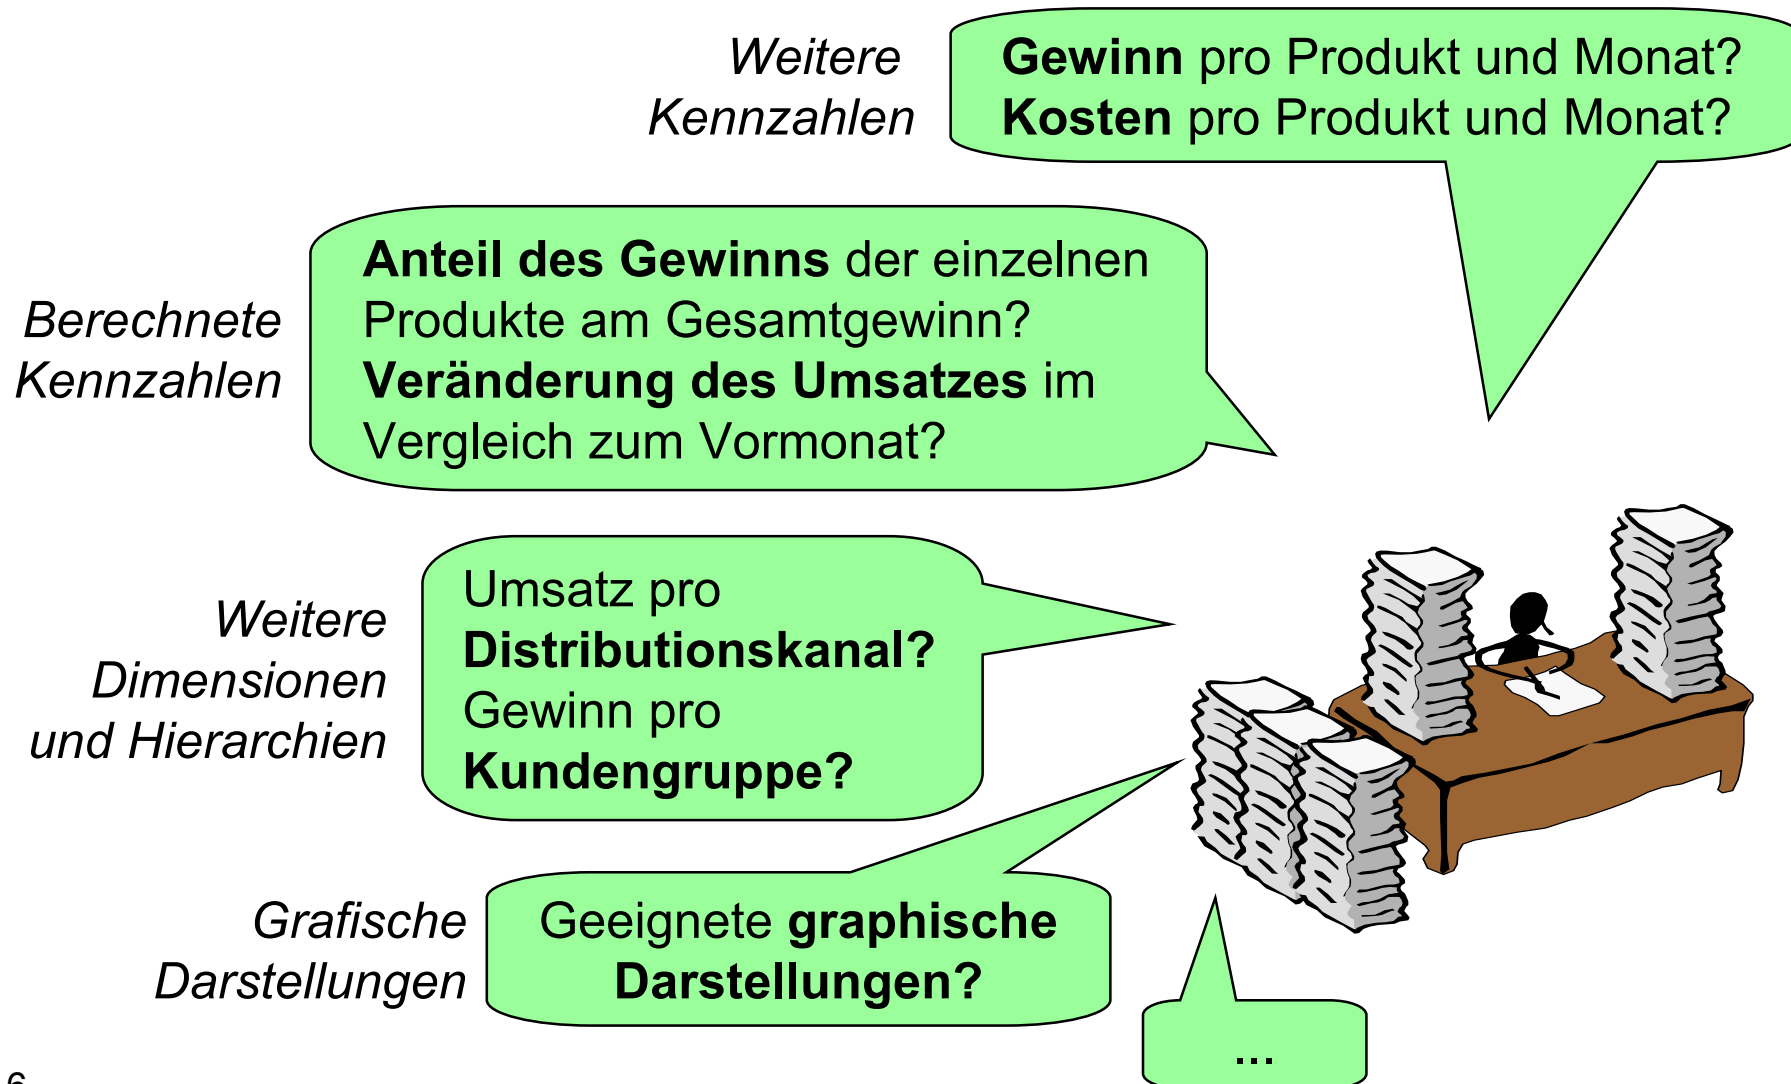 Weitere
Kennzahlen
Gewinn pro Produkt und Monat?
Kosten pro Produkt und Monat?
Berechnete
Kennzahlen
Anteil des Gewinns der einzelnen
Produkte am Gesamtgewinn?
Veränderung des Umsatzes im
Vergleich zum Vormonat?
Weitere
Dimensionen
und Hierarchien
Umsatz pro
Distributionskanal?
Gewinn pro
Kundengruppe?
Grafische
Darstellungen
Geeignete graphische
Darstellungen?
...
6